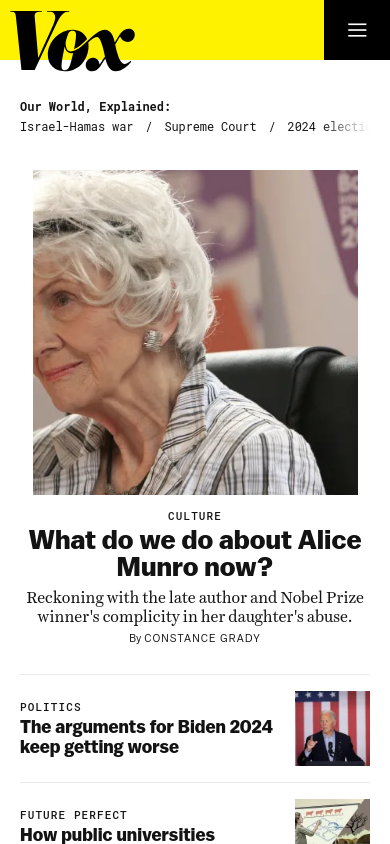 Vox
Our World, Explained:
Israel-Hamas war / Supreme Court / 2024 electi
CULTURE
What do we do about Alice
Munro now?
Reckoning with the late author and Nobel Prize
winner's complicity in her daughter's abuse.
By CONSTANCE GRADY
POLITICS
The arguments for Biden 2024
keep getting worse
FUTURE PERFECT
How public universities